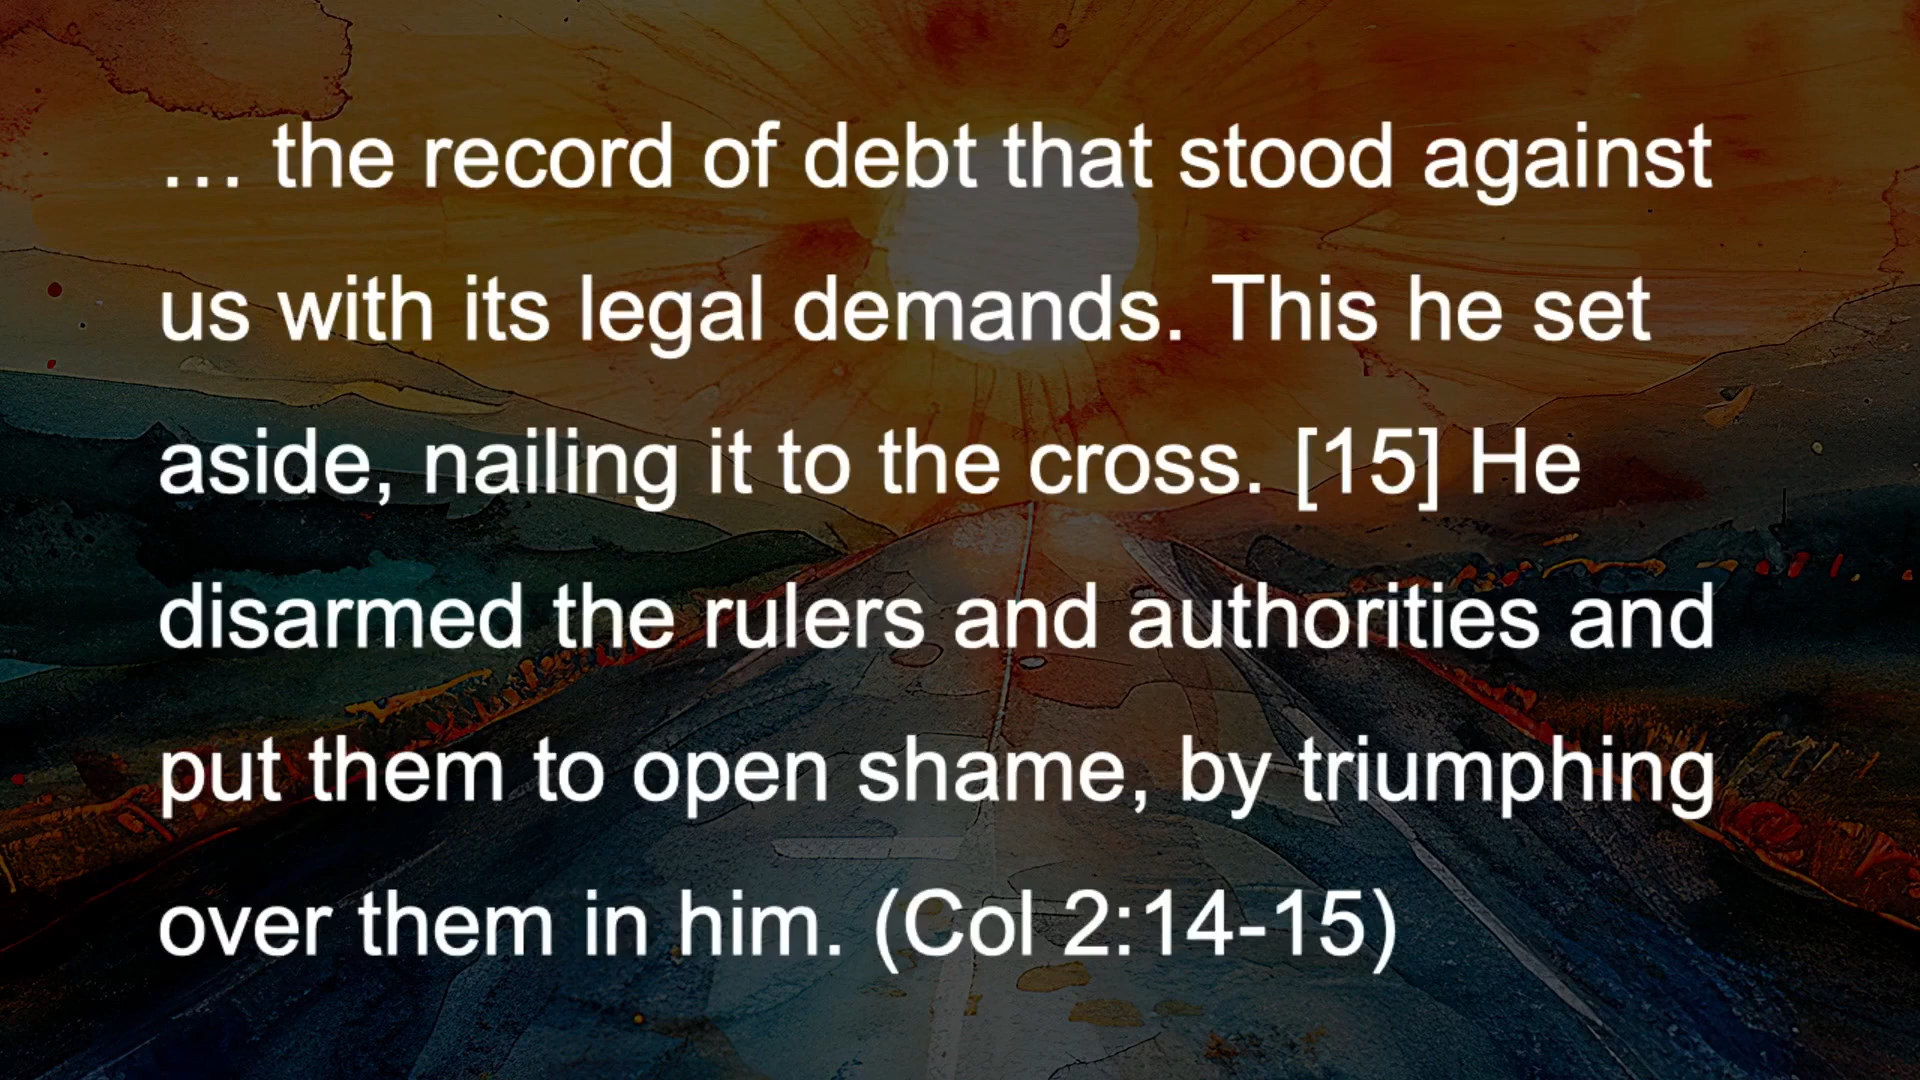 … the record of debt that stood against
us with its legal demands. This he set
aside, nailing it to the cross. [15] He
disarmed the rulers and authorities and
put them to open shame, by triumphing
over them in him. (Col 2:14-15)